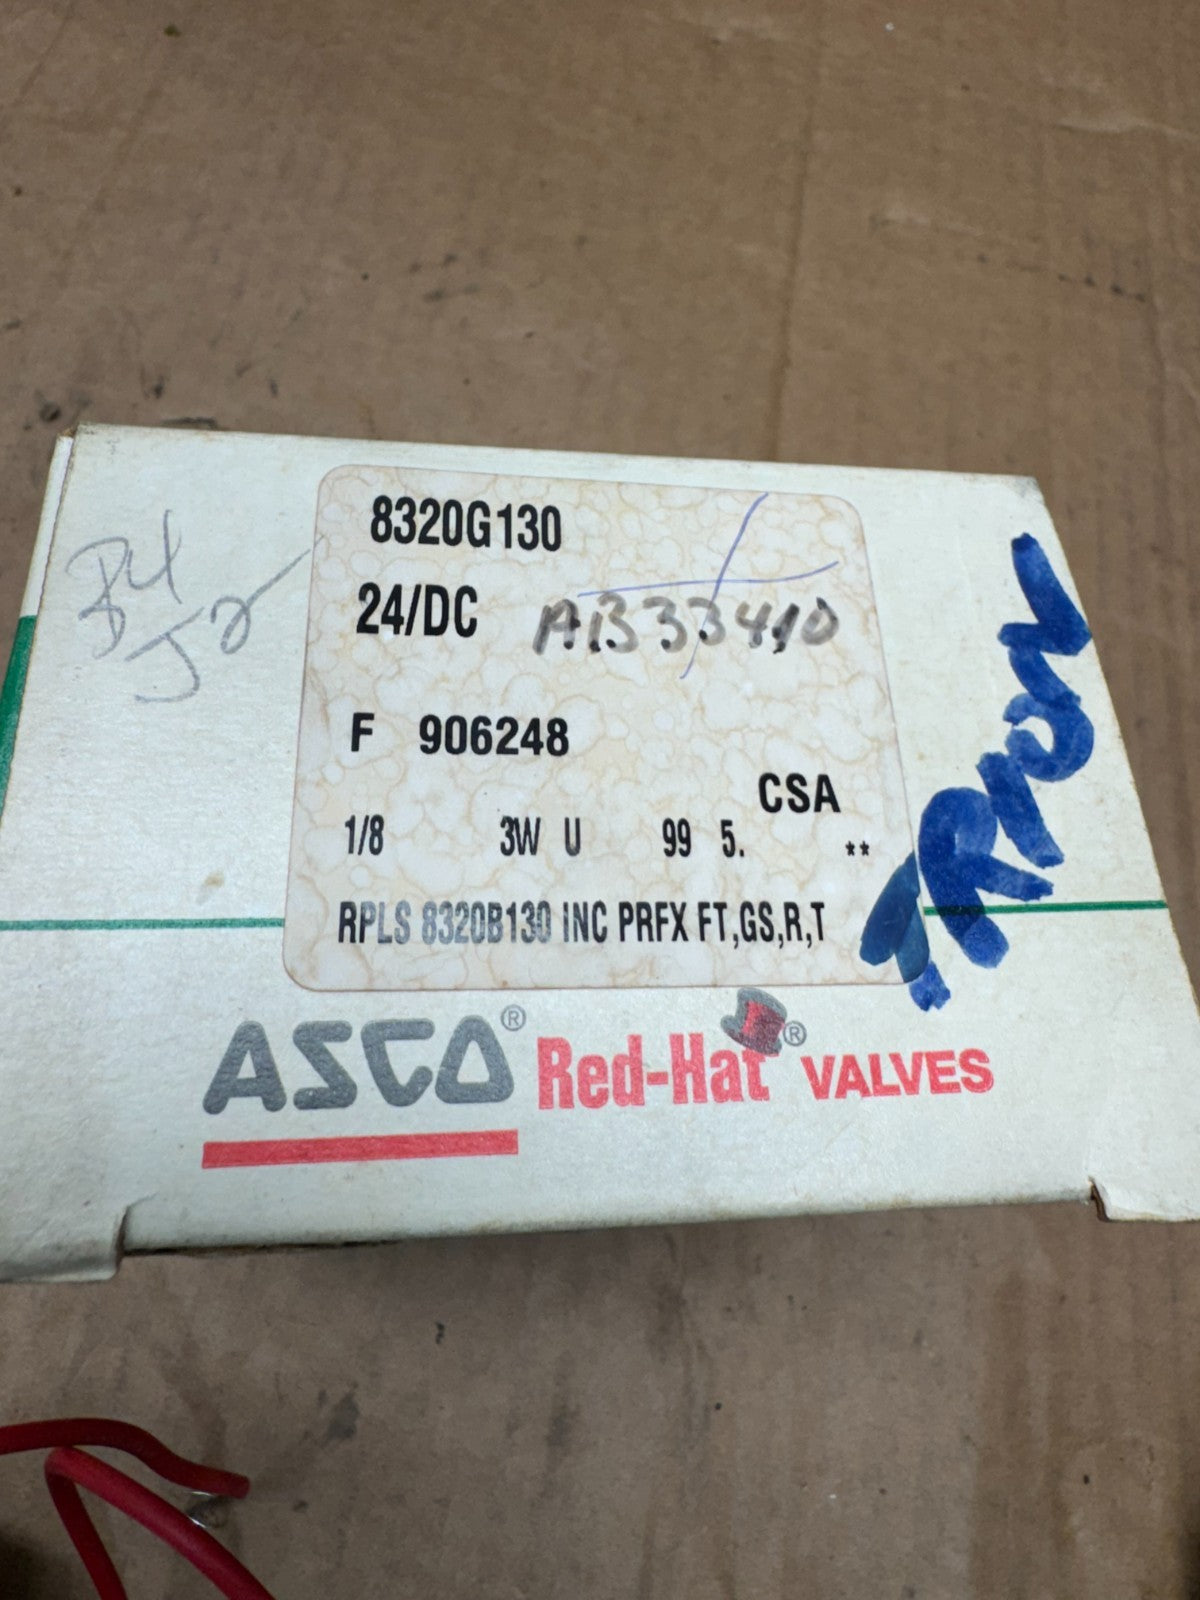 8320G130
24/DC AB33410
F 906248
CSA
1/8 3W U 99 5. **
RPLS 8320B130 INC PRFX FT,GS,R,T
ASCO® Red-Hat® VALVES
J2